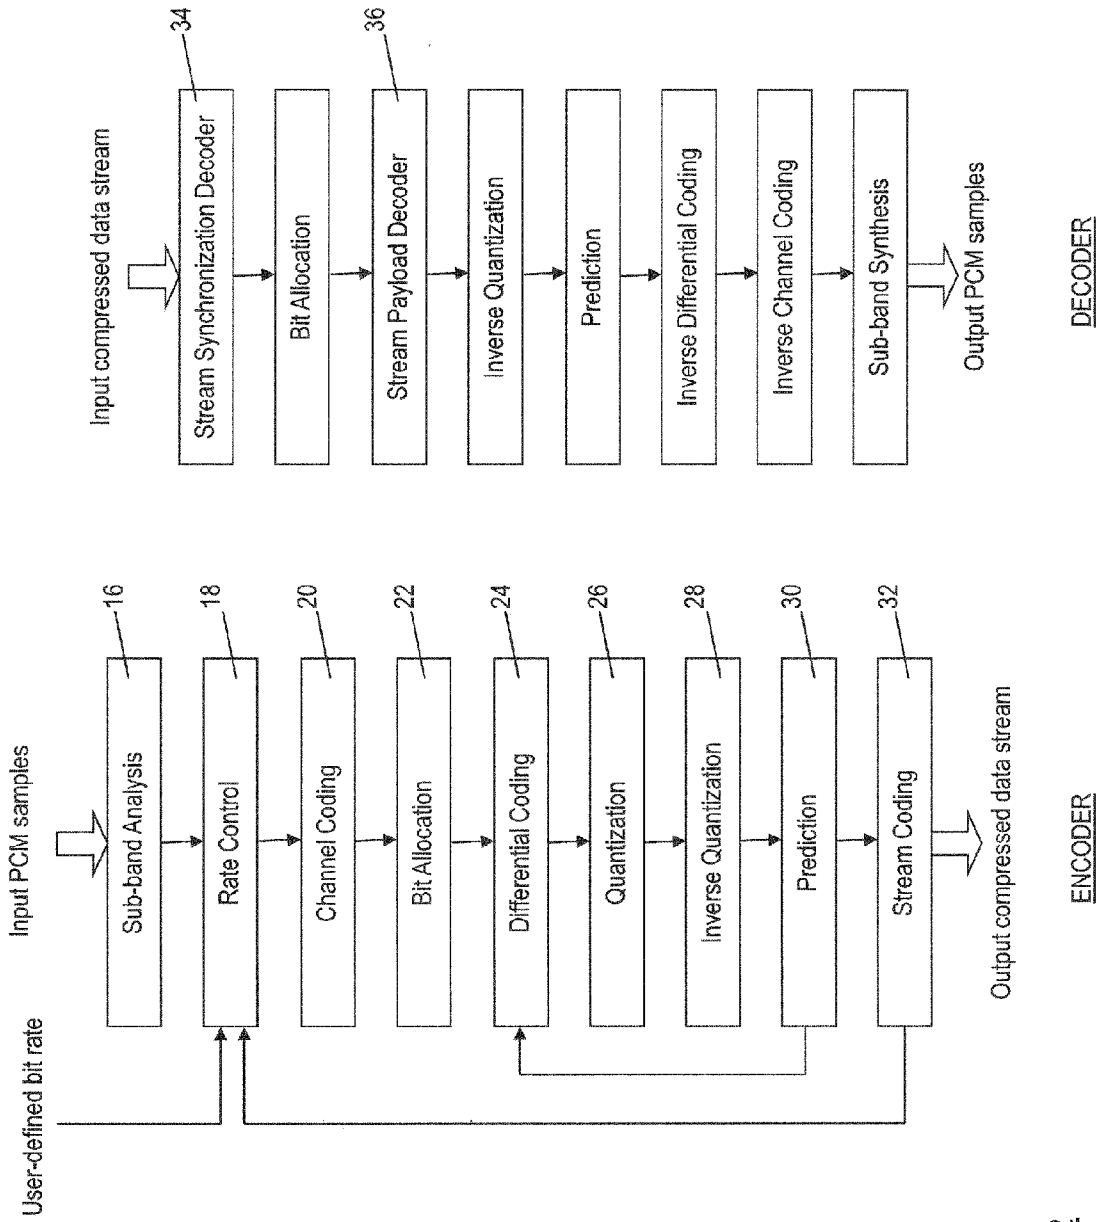 User-defined bit rate
Input PCM samples
Sub-band Analysis
16
Rate Control
18
Channel Coding
20
Bit Allocation
22
Differential Coding
24
Quantization
26
Inverse Quantization
28
Prediction
30
Stream Coding
32
Output compressed data stream
ENCODER
Input compressed data stream
Stream Synchronization Decoder
34
Bit Allocation
Stream Payload Decoder
36
Inverse Quantization
Prediction
Inverse Differential Coding
Inverse Channel Coding
Sub-band Synthesis
Output PCM samples
DECODER